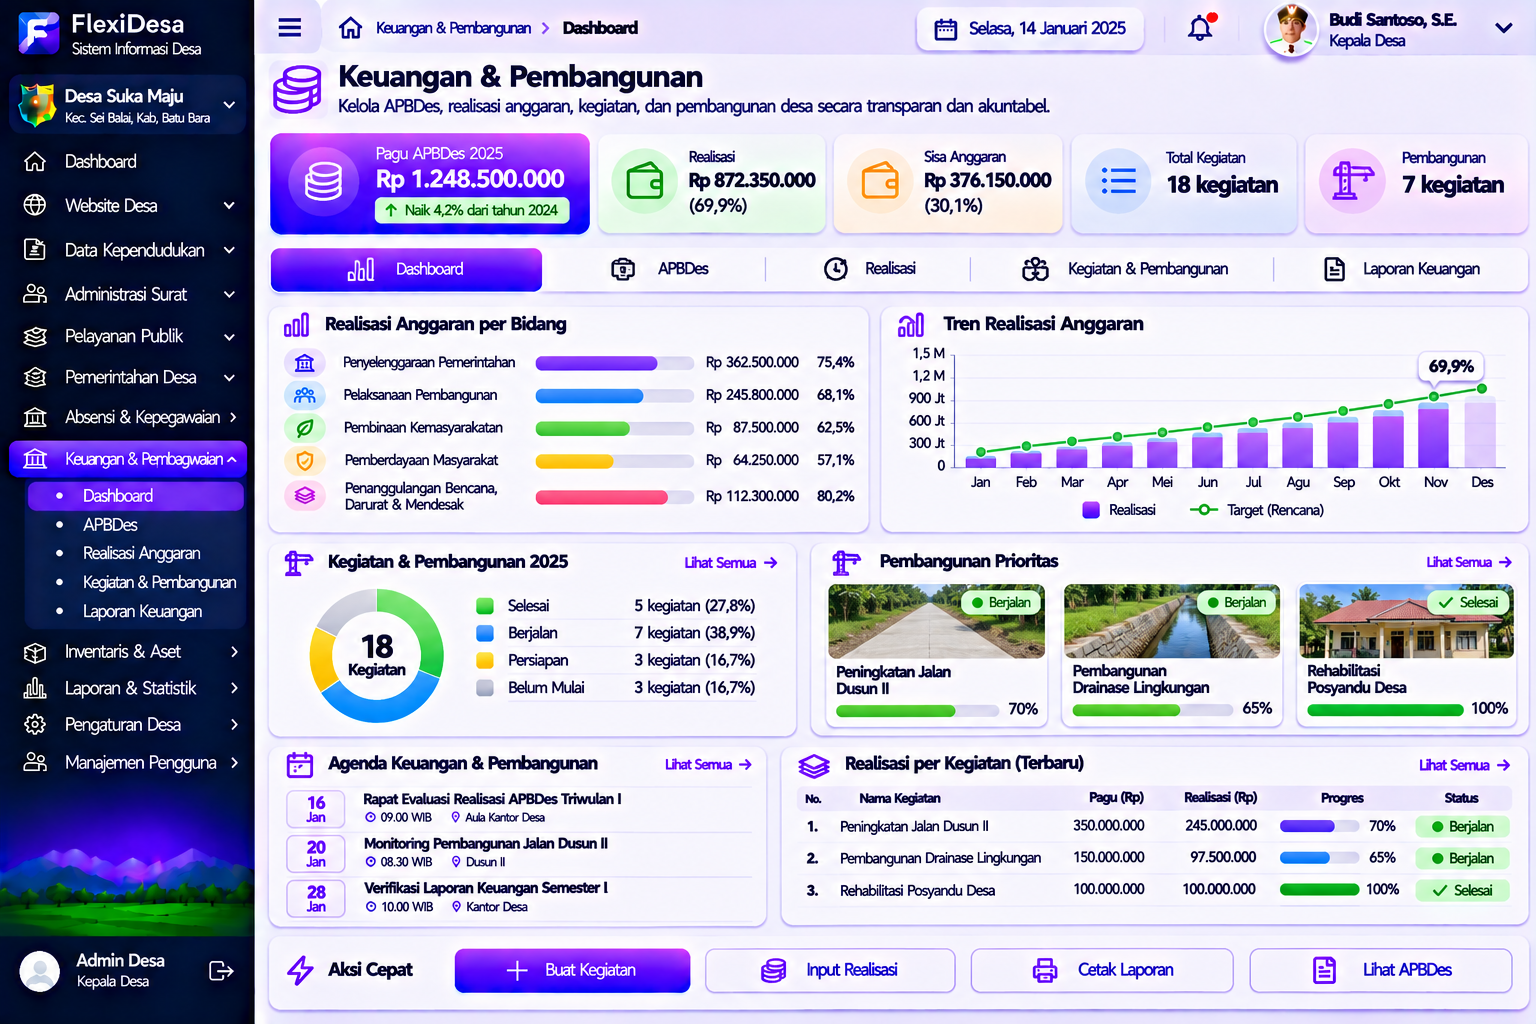 FlexiDesa
Sistem Informasi Desa
Desa Suka Maju
Kec. Sei Balai, Kab, Batu Bara
Dashboard
Website Desa
Data Kependudukan
Administrasi Surat
Pelayanan Publik
Pemerintahan Desa
Absensi & Kepegawaian
Keuangan & Pembagwaian
Dashboard
APBDes
Realisasi Anggaran
Kegiatan & Pembangunan
Laporan Keuangan
Inventaris & Aset
Laporan & Statistik
Pengaturan Desa
Manajemen Pengguna
Admin Desa
Kepala Desa
Keuangan & Pembangunan > Dashboard
Selasa, 14 Januari 2025
Budi Santoso, S.E.
Kepala Desa
Keuangan & Pembangunan
Kelola APBDes, realisasi anggaran, kegiatan, dan pembangunan desa secara transparan dan akuntabel.
Pagu APBDes 2025
Rp 1.248.500.000
↑ Naik 4,2% dari tahun 2024
Realisasi
Rp 872.350.000
(69,9%)
Sisa Anggaran
Rp 376.150.000
(30,1%)
Total Kegiatan
18 kegiatan
Pembangunan
7 kegiatan
Dashboard
APBDes
Realisasi
Kegiatan & Pembangunan
Laporan Keuangan
Realisasi Anggaran per Bidang
Penyelenggaraan Pemerintahan Rp 362.500.000 75,4%
Pelaksanaan Pembangunan Rp 245.800.000 68,1%
Pembinaan Kemasyarakatan Rp 87.500.000 62,5%
Pemberdayaan Masyarakat Rp 64.250.000 57,1%
Penanggulangan Bencana,
Darurat & Mendesak Rp 112.300.000 80,2%
Tren Realisasi Anggaran
1,5 M
1,2 M
900 Jt
600 Jt
300 Jt
0
69,9%
Jan Feb Mar Apr Mei Jun Jul Agu Sep Okt Nov Des
Realisasi Target (Rencana)
Kegiatan & Pembangunan 2025
Lihat Semua →
18
Kegiatan
Selesai 5 kegiatan (27,8%)
Berjalan 7 kegiatan (38,9%)
Persiapan 3 kegiatan (16,7%)
Belum Mulai 3 kegiatan (16,7%)
Pembangunan Prioritas
Lihat Semua →
Berjalan
Peningkatan Jalan
Dusun II
70%
Berjalan
Pembangunan
Drainase Lingkungan
65%
Selesai
Rehabilitasi
Posyandu Desa
100%
Agenda Keuangan & Pembangunan
Lihat Semua →
16
Jan
Rapat Evaluasi Realisasi APBDes Triwulan I
09.00 WIB Aula Kantor Desa
20
Jan
Monitoring Pembangunan Jalan Dusun II
08.30 WIB Dusun II
28
Jan
Verifikasi Laporan Keuangan Semester I
10.00 WIB Kantor Desa
Realisasi per Kegiatan (Terbaru)
Lihat Semua →
No. Nama Kegiatan Pagu (Rp) Realisasi (Rp) Progres Status
1. Peningkatan Jalan Dusun II 350.000.000 245.000.000 70% Berjalan
2. Pembangunan Drainase Lingkungan 150.000.000 97.500.000 65% Berjalan
3. Rehabilitasi Posyandu Desa 100.000.000 100.000.000 100% Selesai
Aksi Cepat
Buat Kegiatan
Input Realisasi
Cetak Laporan
Lihat APBDes